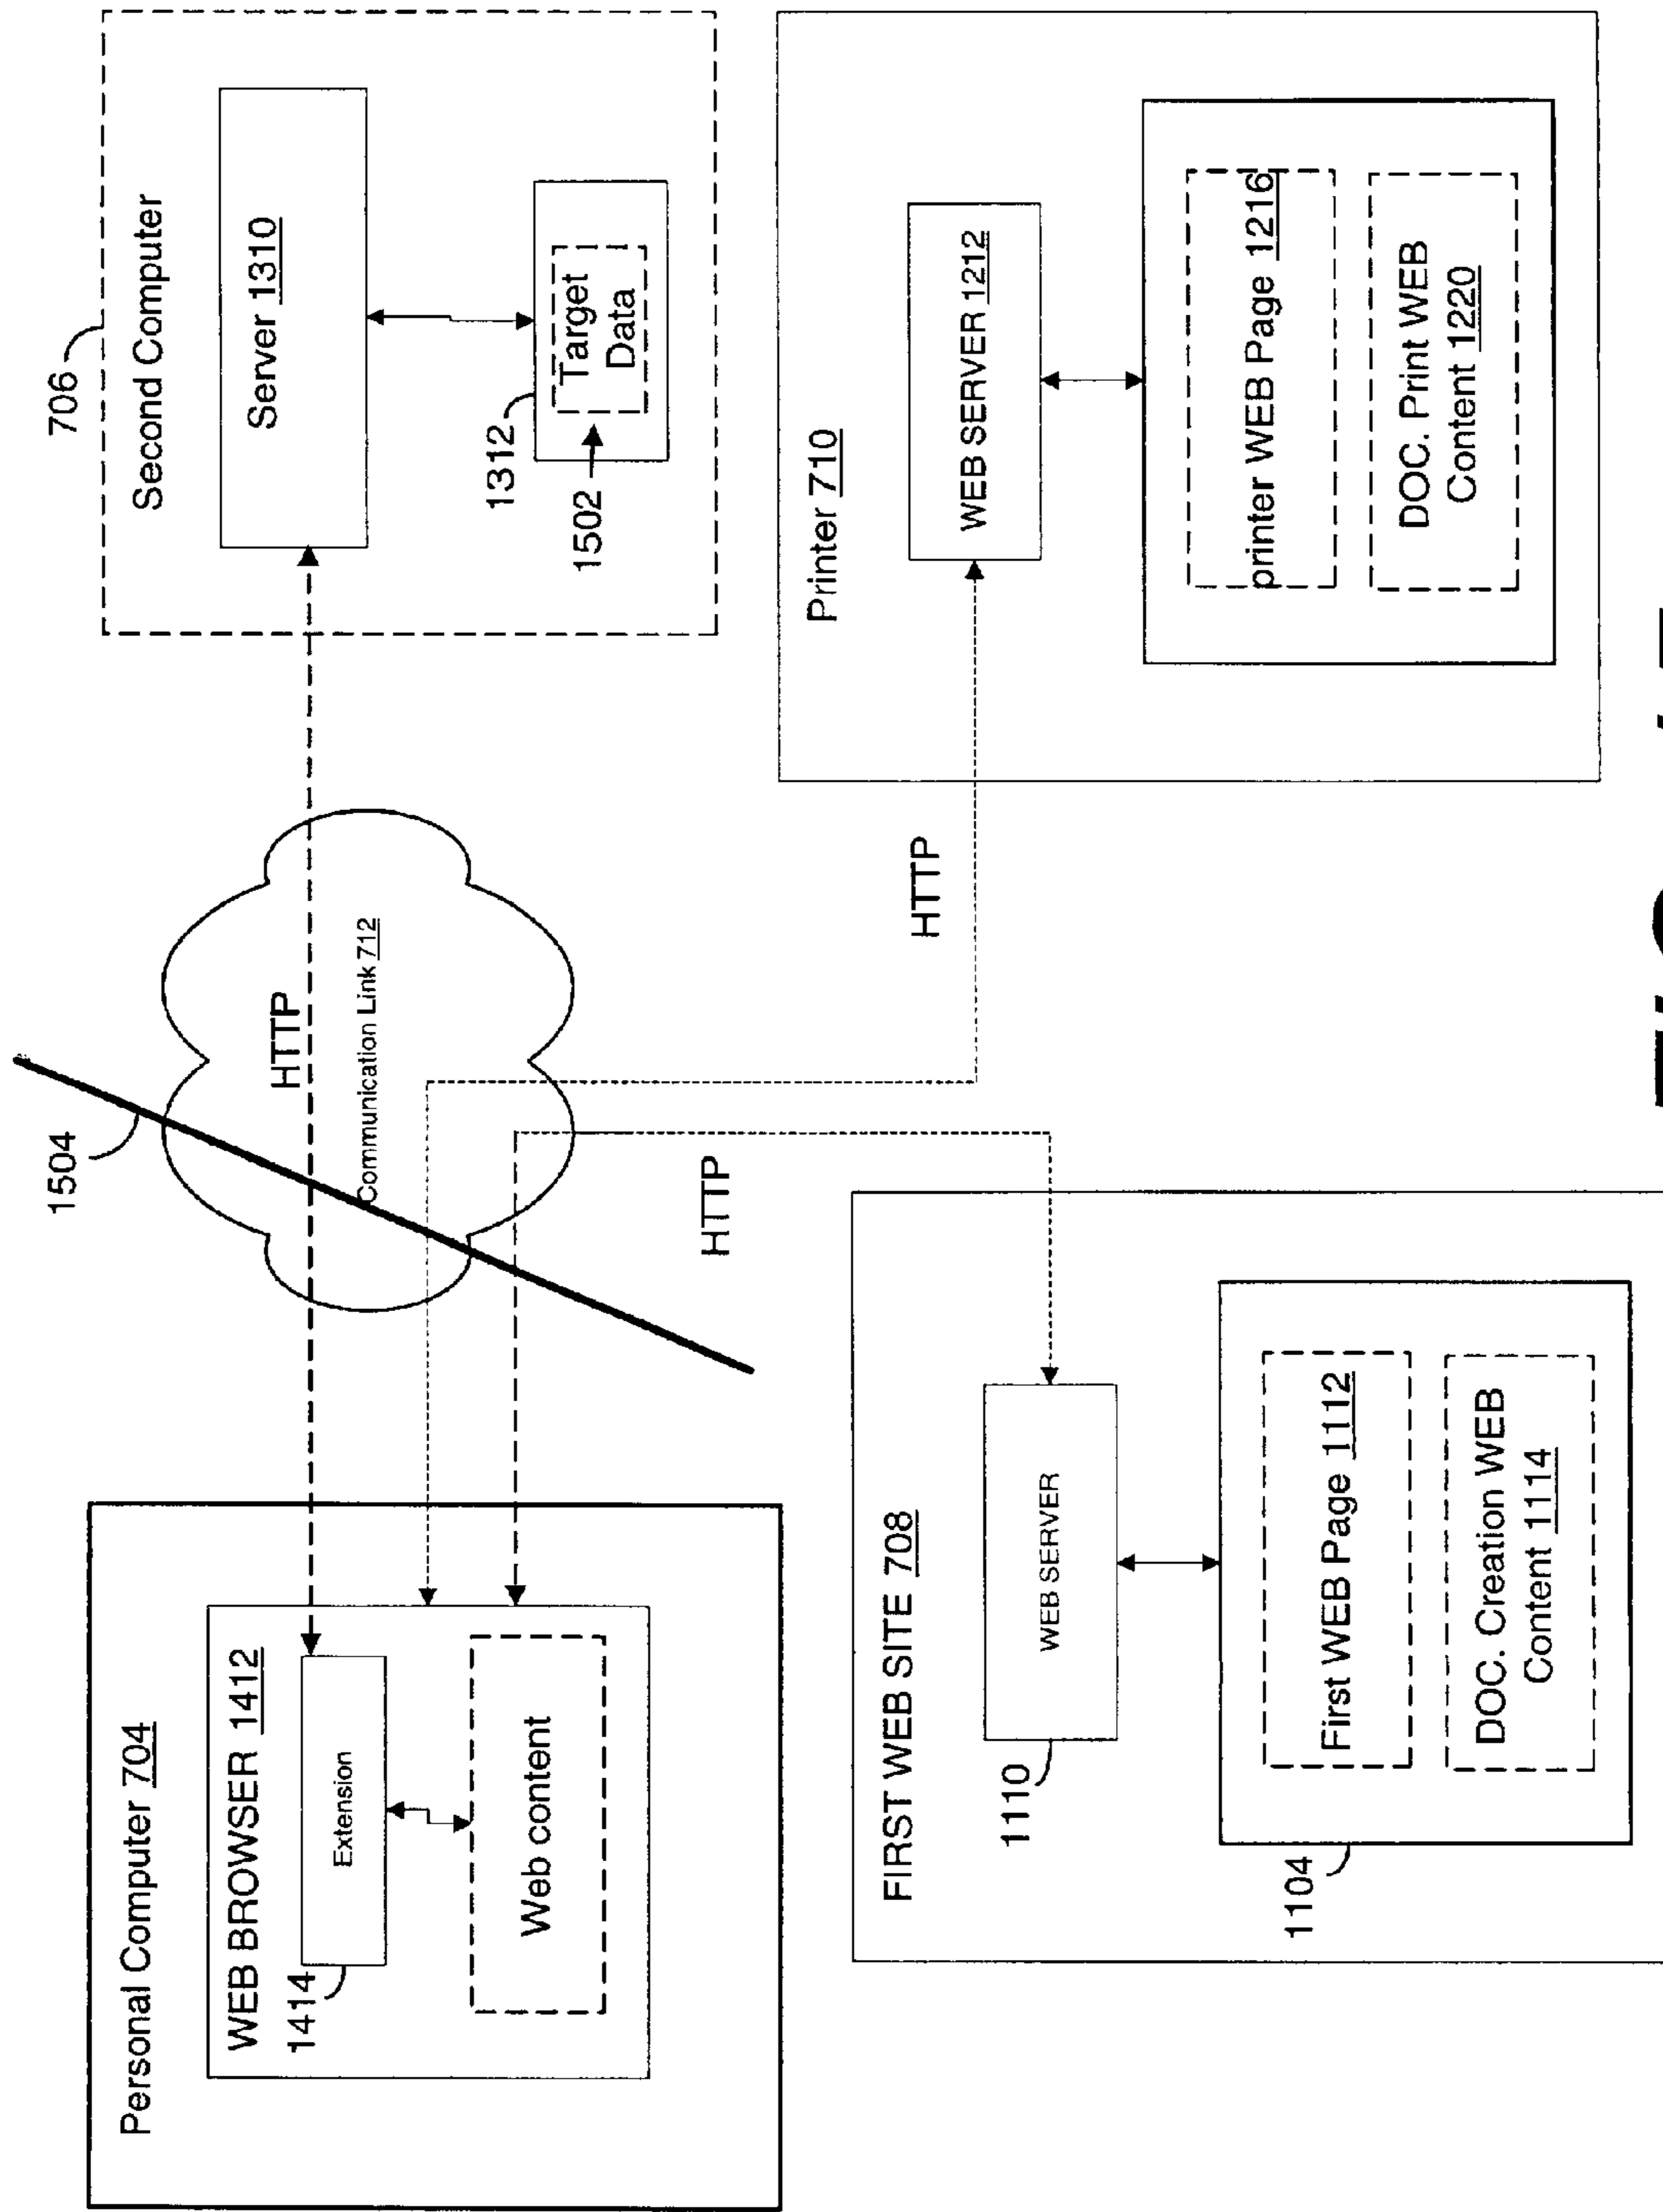 Personal Computer 704
WEB BROWSER 1412
1414
Extension
Web content
1504
HTTP
Communication Link 712
706
Second Computer
Server 1310
1312
1502
Target
Data
FIRST WEB SITE 708
1110
WEB SERVER
1104
First WEB Page 1112
DOC. Creation WEB
Content 1114
HTTP
HTTP
Printer 710
WEB SERVER 1212
printer WEB Page 1216
DOC. Print WEB
Content 1220